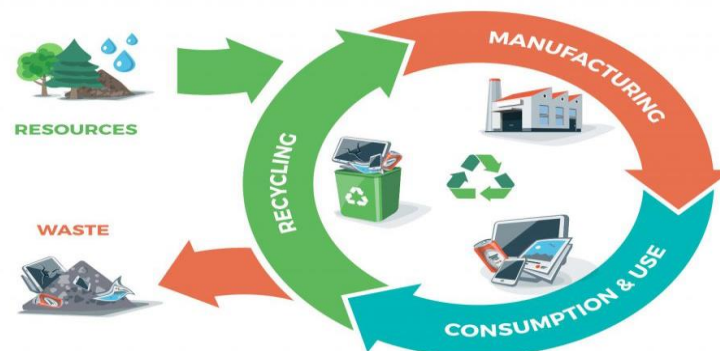 MANUFACTURING
RESOURCES
RECYCLING
WASTE
CONSUMPTION & USE